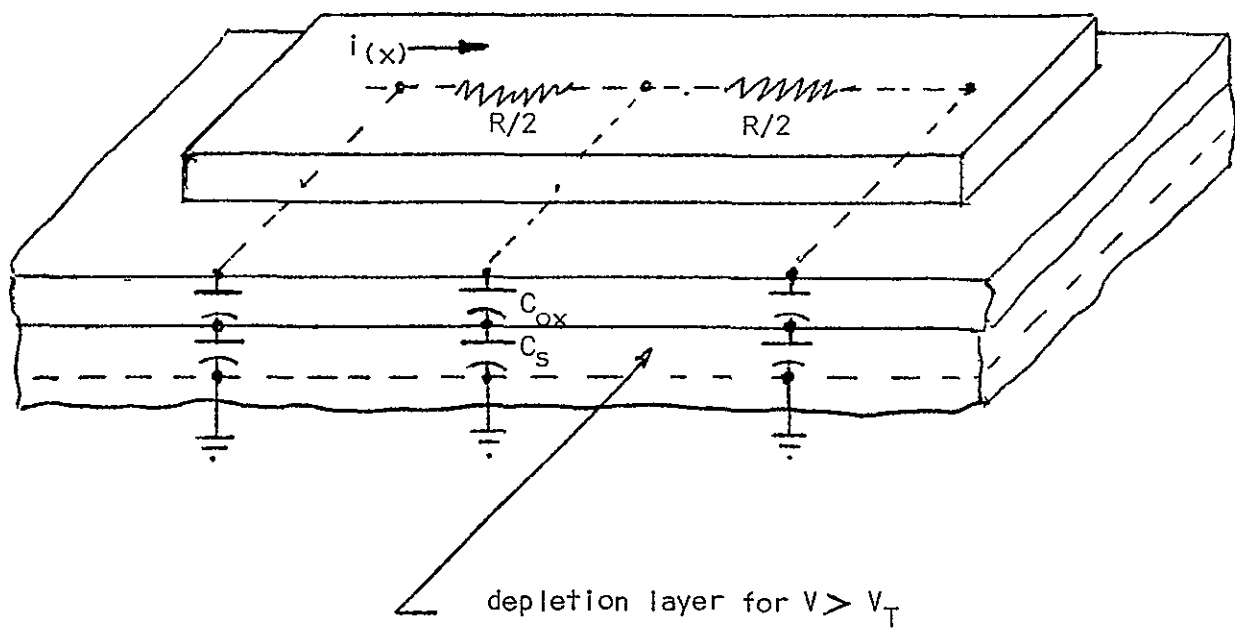 i(x)
R/2 R/2
Cox
Cs
depletion layer for V > VT